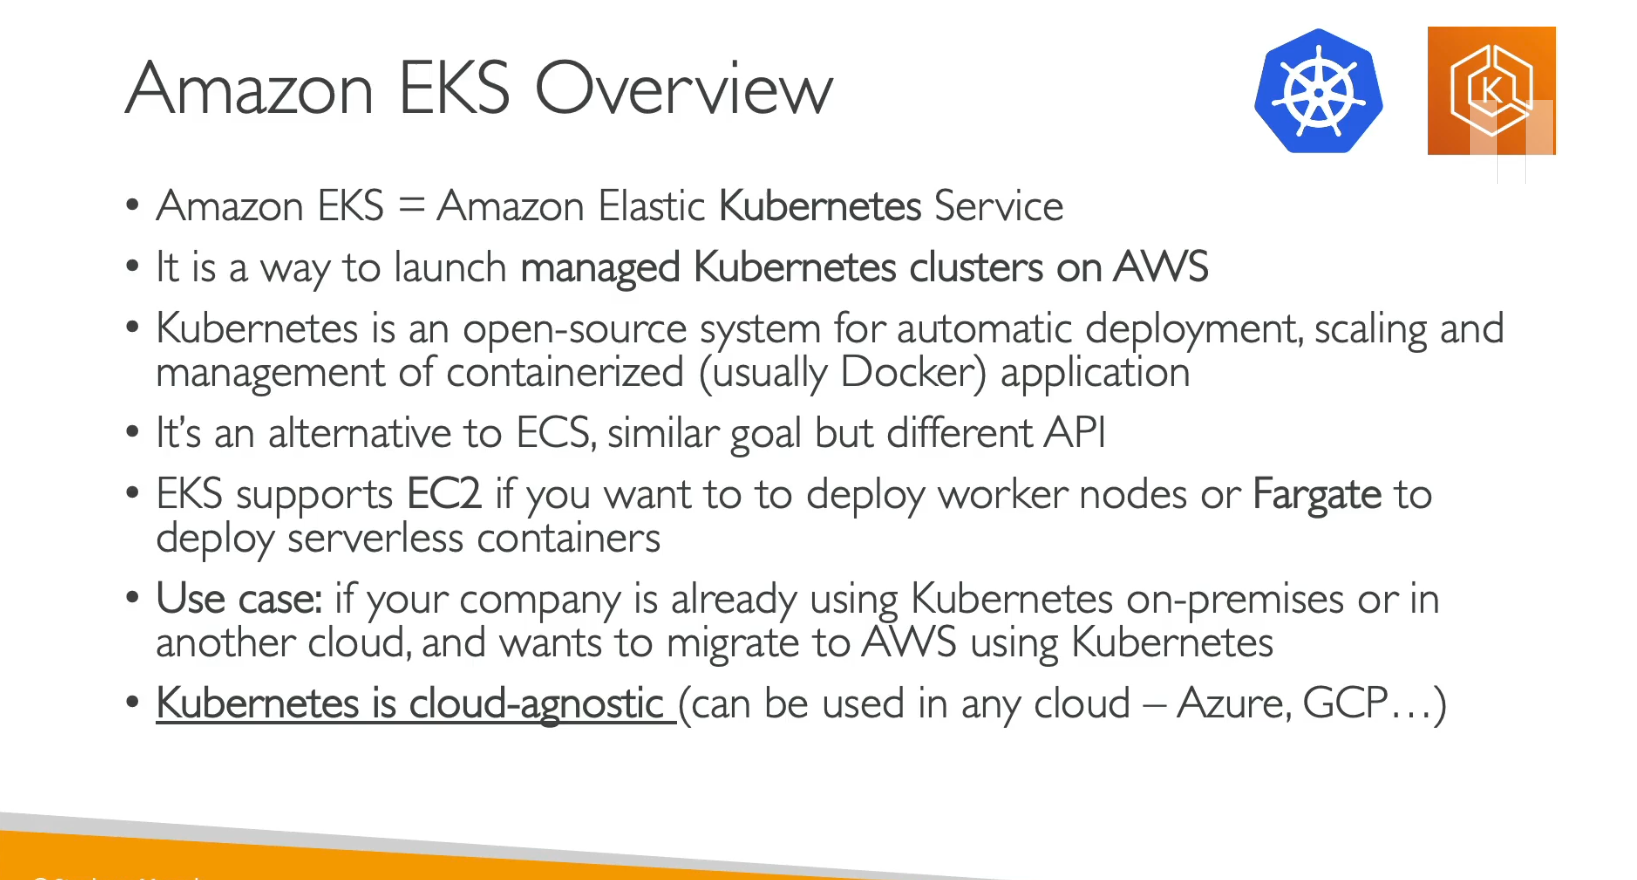 Amazon EKS Overview
K
• Amazon EKS = Amazon Elastic Kubernetes Service
• It is a way to launch managed Kubernetes clusters on AWS
• Kubernetes is an open-source system for automatic deployment, scaling and
management of containerized (usually Docker) application
• It's an alternative to ECS, similar goal but different API
• EKS supports EC2 if you want to to deploy worker nodes or Fargate to
deploy serverless containers
• Use case: if your company is already using Kubernetes on-premises or in
another cloud, and wants to migrate to AWS using Kubernetes
• Kubernetes is cloud-agnostic (can be used in any cloud – Azure, GCP…)